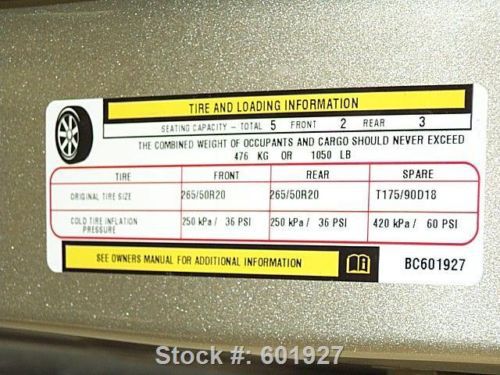 TIRE AND LOADING INFORMATION
SEATING CAPACITY - TOTAL 5 FRONT 2 REAR 3
THE COMBINED WEIGHT OF OCCUPANTS AND CARGO SHOULD NEVER EXCEED
476 KG OR 1050 LB
TIRE FRONT REAR SPARE
ORIGINAL TIRE SIZE 265/50R20 265/50R20 T175/90D18
COLD TIRE INFLATION PRESSURE 250 kPa / 36 PSI 250 kPa / 36 PSI 420 kPa / 60 PSI
SEE OWNERS MANUAL FOR ADDITIONAL INFORMATION BC601927
Stock #: 601927